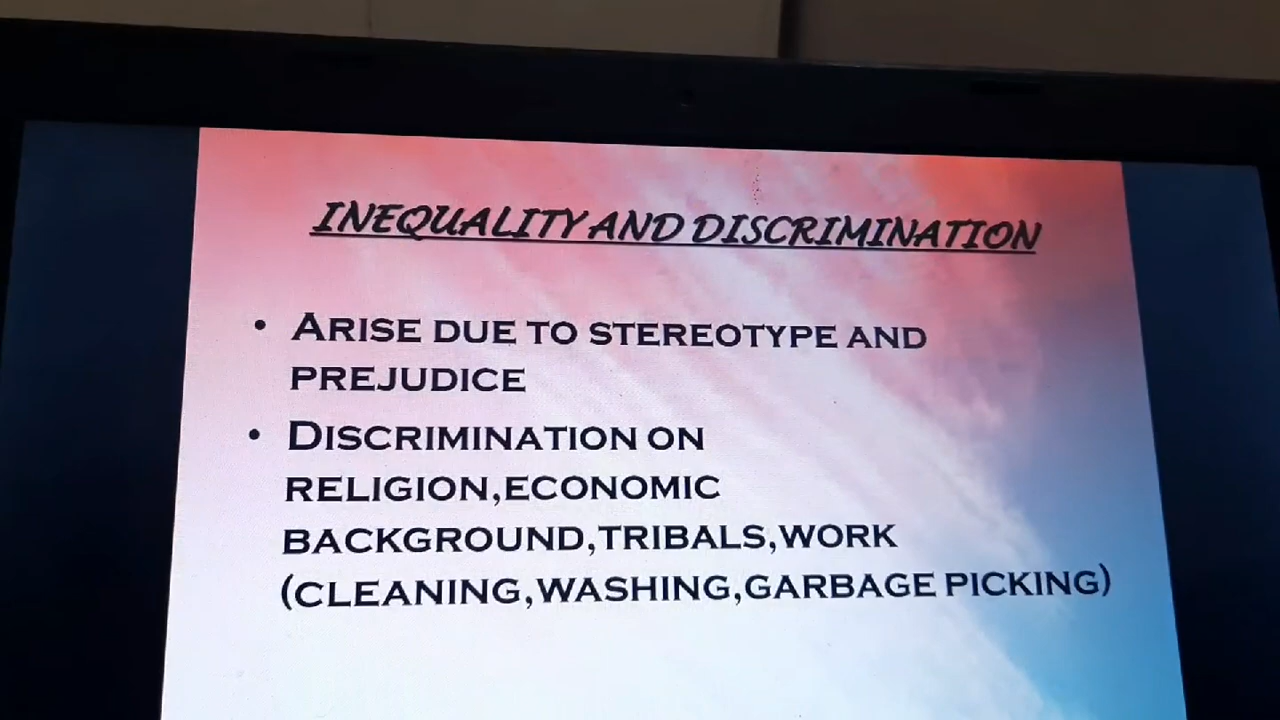 INEQUALITY AND DISCRIMINATION
• ARISE DUE TO STEREOTYPE AND
PREJUDICE
• DISCRIMINATION ON
RELIGION,ECONOMIC
BACKGROUND,TRIBALS,WORK
(CLEANING,WASHING,GARBAGE PICKING)